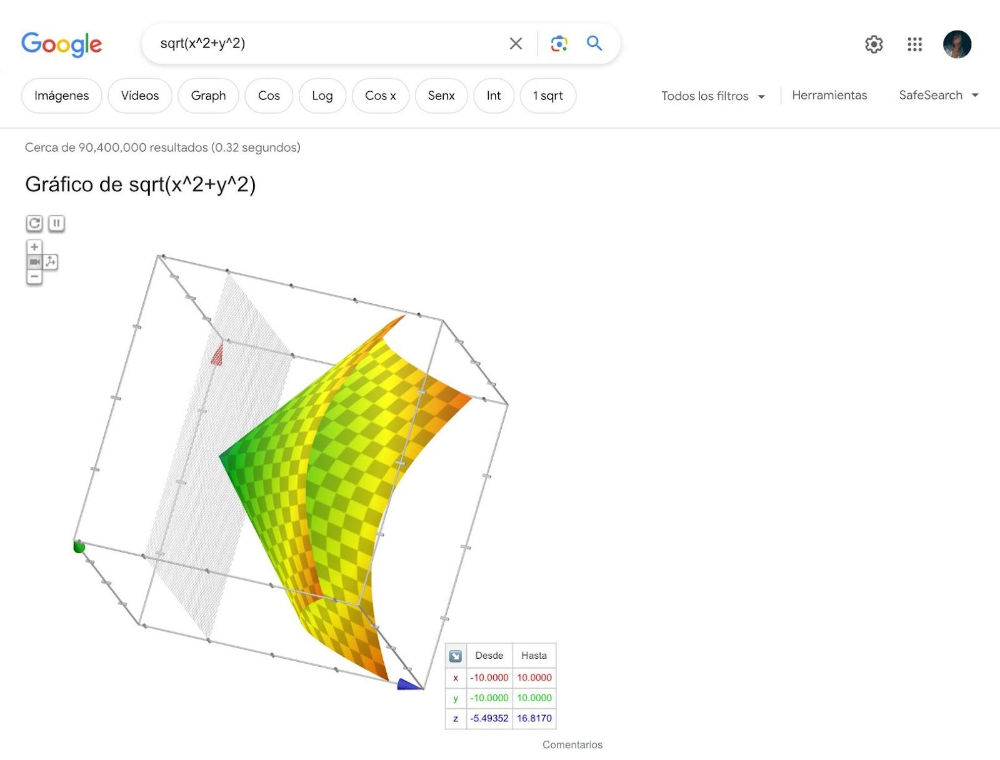 Google
sqrt(x^2+y^2)
Imágenes Videos Graph Cos Log Cos x Senx Int 1 sqrt Todos los filtros Herramientas SafeSearch
Cerca de 90,400,000 resultados (0.32 segundos)
Gráfico de sqrt(x^2+y^2)
Desde Hasta
x -10.0000 10.0000
y -10.0000 10.0000
z -5.49352 16.8170
Comentarios